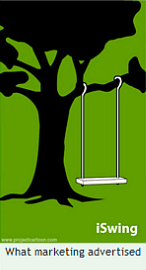 iSwing
www.projectcartoon.com
What marketing advertised